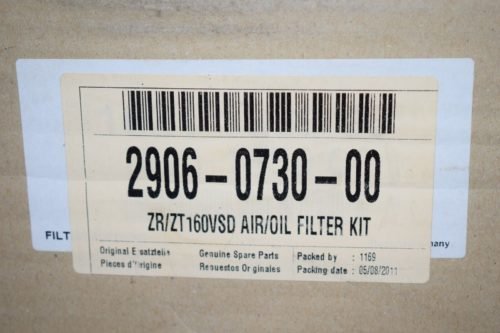 2906-0730-00
ZR/ZT160VSD AIR/OIL FILTER KIT
FILT
many
Original Ersatzteile Genuine Spare Parts Packed by : 1169
Pieces d'origine Repuestos Originales Packing date : 05/08/2011